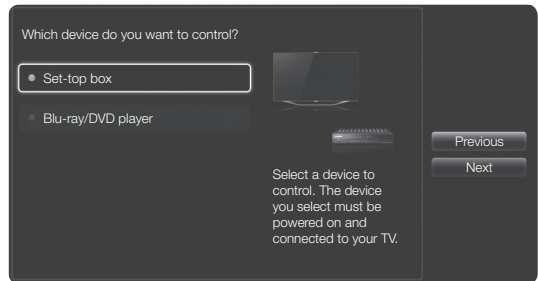 Which device do you want to control?
Set-top box
Blu-ray/DVD player
Select a device to
control. The device
you select must be
powered on and
connected to your TV.
Previous
Next